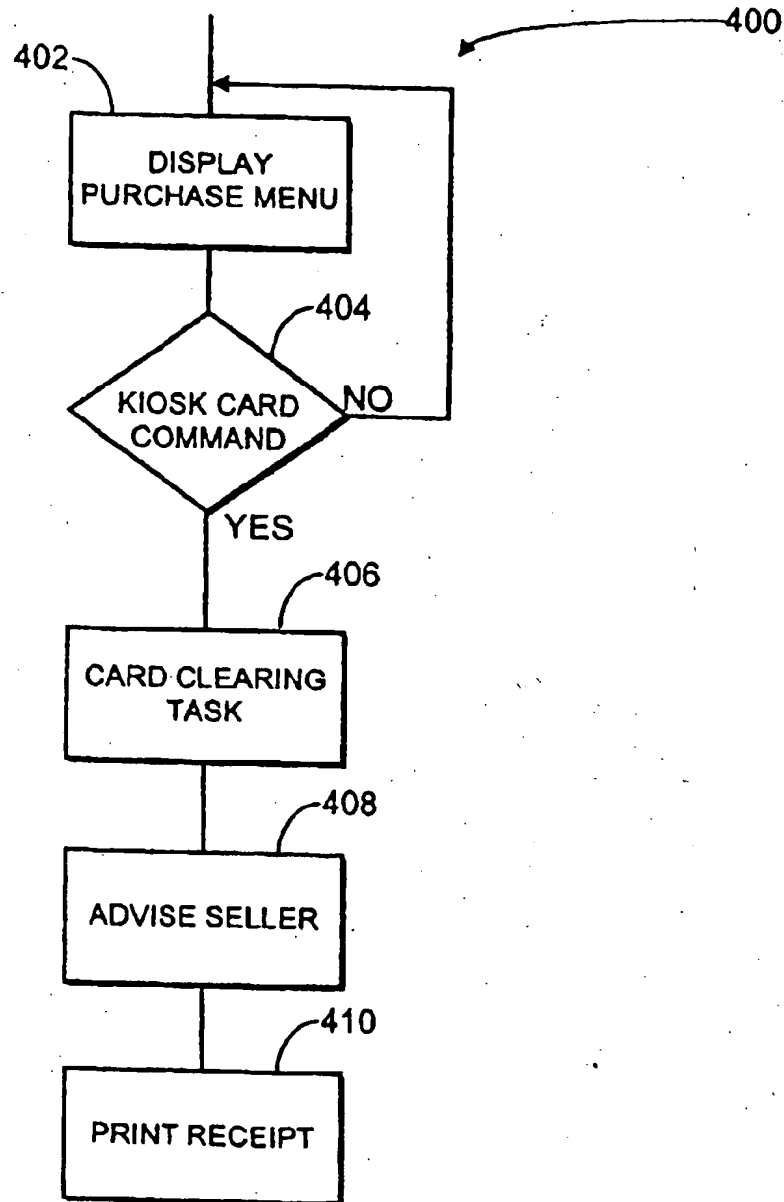 400
402
DISPLAY
PURCHASE MENU
404
KIOSK CARD
COMMAND
NO
YES
406
CARD CLEARING
TASK
408
ADVISE SELLER
410
PRINT RECEIPT